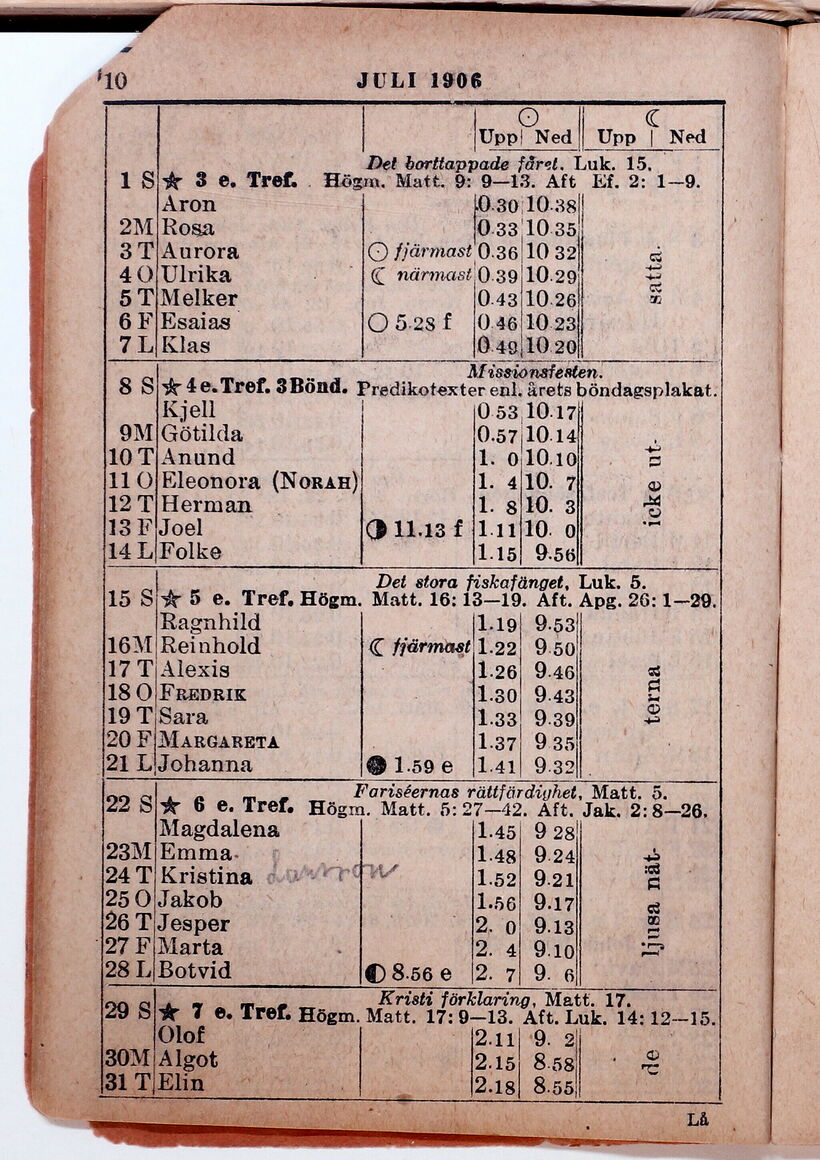 10 JULI 1906
☉ ☾
Upp Ned Upp Ned
Det borttappade fåret. Luk. 15.
1 S ★ 3 e. Tref. Högm. Matt. 9: 9—13. Aft Ef. 2: 1—9.
Aron 0.30 10.38
2 M Rosa 0.33 10.35
3 T Aurora ☉ fjärmast 0.36 10 32
4 O Ulrika ☾ närmast 0.39 10.29
5 T Melker 0.43 10.26
6 F Esaias ○ 5.28 f 0.46 10 23
7 L Klas 0.49 10 20
satta.
Missionsfesten.
8 S ★ 4 e. Tref. 3 Bönd. Predikotexter enl. årets böndagsplakat.
Kjell 0 53 10.17
9 M Götilda 0.57 10.14
10 T Anund 1. 0 10.10
11 O Eleonora (NORAH) 1. 4 10. 7
12 T Herman 1. 8 10. 3
13 F Joel ◑ 11.13 f 1.11 10. 0
14 L Folke 1.15 9.56
icke ut-
Det stora fiskafänget, Luk. 5.
15 S ★ 5 e. Tref. Högm. Matt. 16: 13—19. Aft. Apg. 26: 1—29.
Ragnhild 1.19 9.53
16 M Reinhold ☾ fjärmast 1.22 9.50
17 T Alexis 1.26 9.46
18 O FREDRIK 1.30 9.43
19 T Sara 1.33 9.39
20 F MARGARETA 1.37 9 35
21 L Johanna ● 1.59 e 1.41 9.32
terna
Fariséernas rättfärdighet, Matt. 5.
22 S ★ 6 e. Tref. Högm. Matt. 5: 27—42. Aft. Jak. 2: 8—26.
Magdalena 1.45 9 28
23 M Emma 1.48 9.24
24 T Kristina 1.52 9.21
25 O Jakob 1.56 9.17
26 T Jesper 2. 0 9.13
27 F Marta 2. 4 9.10
28 L Botvid ◐ 8.56 e 2. 7 9. 6
ljusa nät-
Kristi förklaring, Matt. 17.
29 S ★ 7 e. Tref. Högm. Matt. 17: 9—13. Aft. Luk. 14: 12—15.
Olof 2.11 9. 2
30 M Algot 2.15 8.58
31 T Elin 2.18 8.55
de
Lå